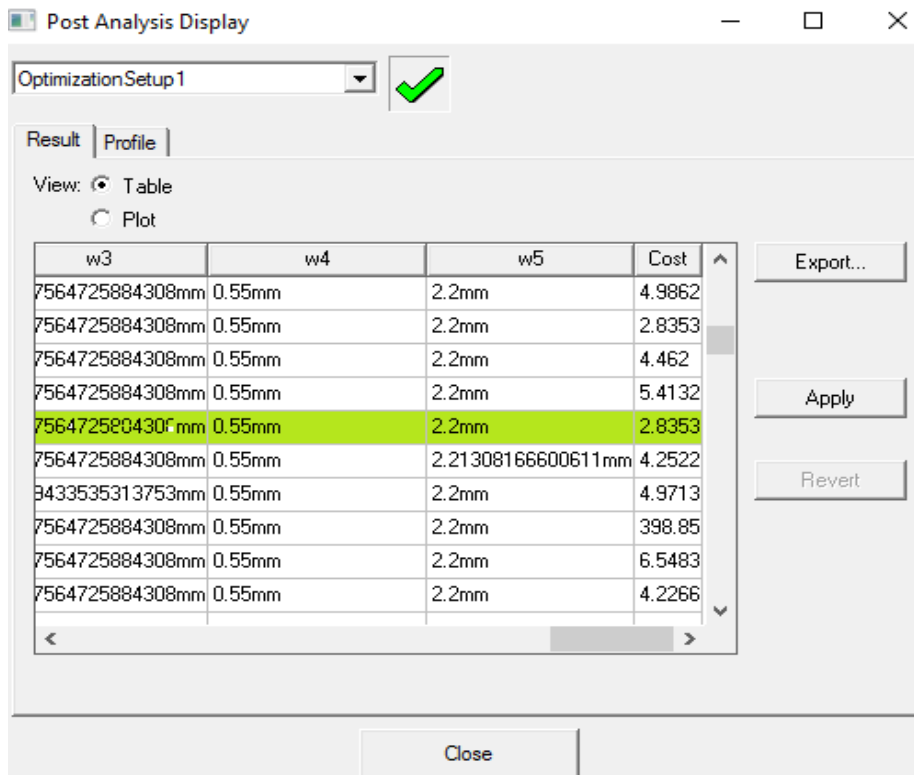 Post Analysis Display
OptimizationSetup1
Result Profile
View: Table
Plot
w3 w4 w5 Cost
7564725884308mm 0.55mm 2.2mm 4.9862
7564725884308mm 0.55mm 2.2mm 2.8353
7564725884308mm 0.55mm 2.2mm 4.462
7564725884308mm 0.55mm 2.2mm 5.4132
0.55mm 2.2mm 2.8353
7564725884308mm 0.55mm 2.21308166600611mm 4.2522
9433535313753mm 0.55mm 2.2mm 4.9713
7564725884308mm 0.55mm 2.2mm 398.85
7564725884308mm 0.55mm 2.2mm 6.5483
7564725884308mm 0.55mm 2.2mm 4.2266
Export...
Apply
Revert
Close